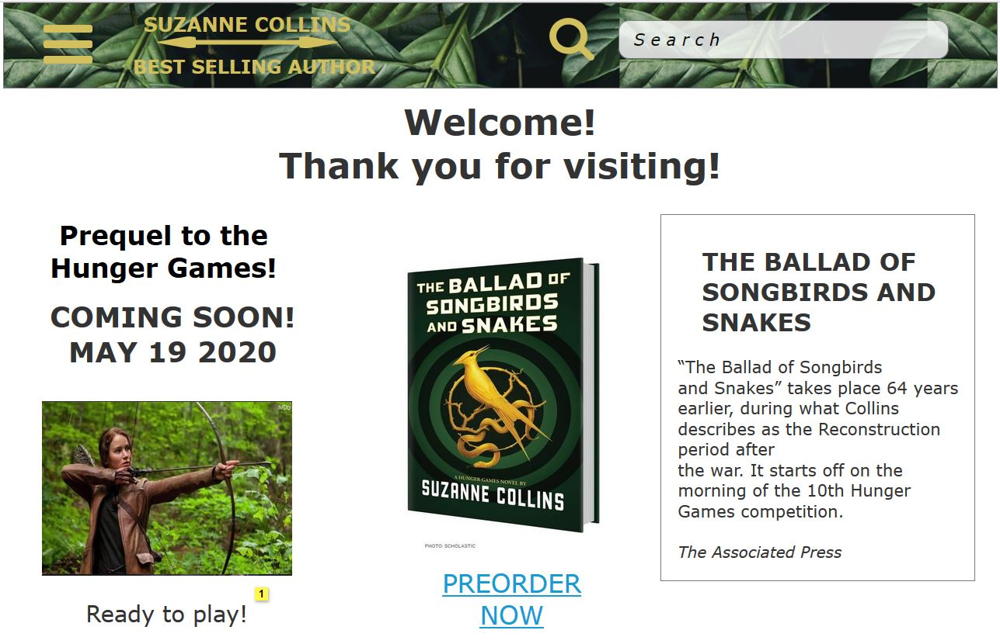 SUZANNE COLLINS
BEST SELLING AUTHOR
Search
Welcome!
Thank you for visiting!
Prequel to the
Hunger Games!
COMING SOON!
MAY 19 2020
IMDb
1
Ready to play!
THE BALLAD OF
SONGBIRDS
AND SNAKES
A HUNGER GAMES NOVEL BY
SUZANNE COLLINS
PHOTO: SCHOLASTIC
PREORDER
NOW
THE BALLAD OF
SONGBIRDS AND
SNAKES
“The Ballad of Songbirds
and Snakes” takes place 64 years
earlier, during what Collins
describes as the Reconstruction
period after
the war. It starts off on the
morning of the 10th Hunger
Games competition.
The Associated Press